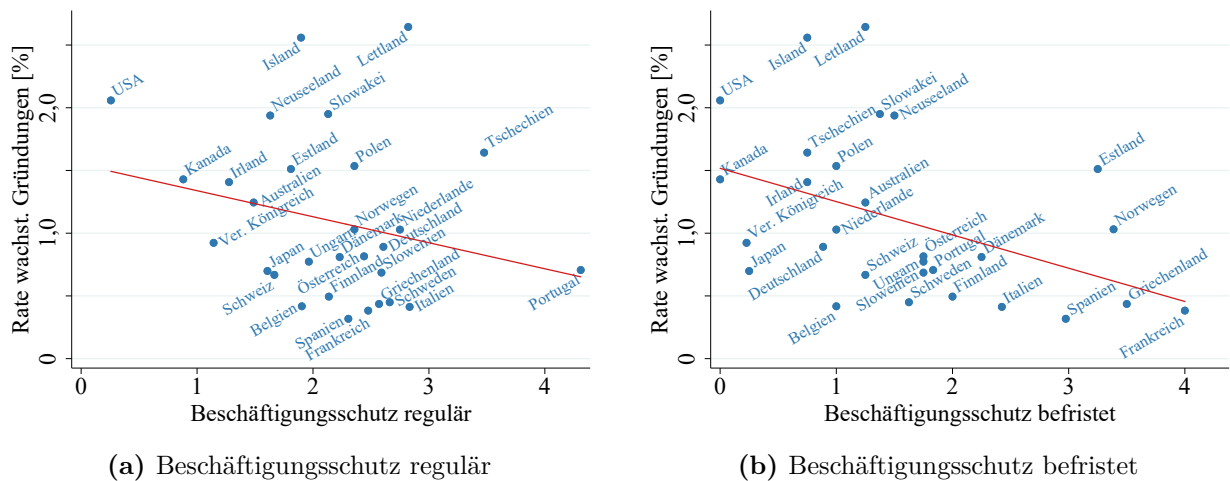 Rate wachst. Gründungen [%]
2,0
1,0
0
Island
Lettland
USA
Neuseeland
Slowakei
Tschechien
Kanada
Irland
Estland
Polen
Australien
Ver. Königreich
Norwegen
Niederlande
Ungarn
Dänemark
Deutschland
Japan
Schweiz
Österreich
Slowenien
Finnland
Griechenland
Schweden
Belgien
Spanien
Frankreich
Italien
Portugal
0 1 2 3 4
Beschäftigungsschutz regulär
(a) Beschäftigungsschutz regulär
Rate wachst. Gründungen [%]
2,0
1,0
0
Island
Lettland
USA
Slowakei
Neuseeland
Tschechien
Polen
Estland
Kanada
Irland
Australien
Ver. Königreich
Niederlande
Norwegen
Japan
Deutschland
Schweiz
Österreich
Ungarn
Portugal
Dänemark
Slowenien
Schweden
Finnland
Belgien
Italien
Spanien
Griechenland
Frankreich
0 1 2 3 4
Beschäftigungsschutz befristet
(b) Beschäftigungsschutz befristet